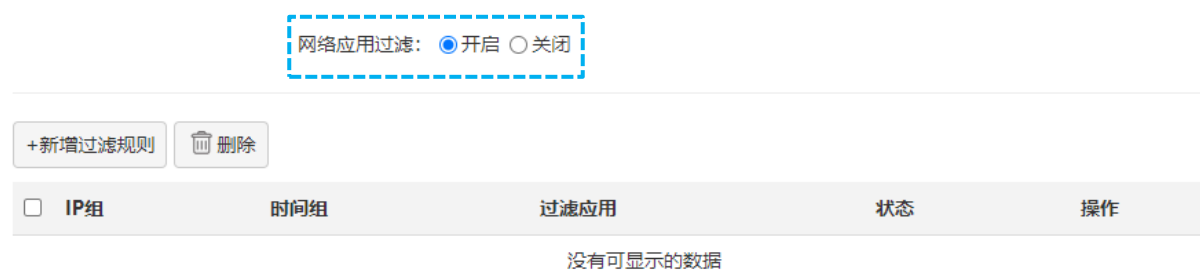 网络应用过滤： 开启 关闭
+新增过滤规则 删除
IP组 时间组 过滤应用 状态 操作
没有可显示的数据